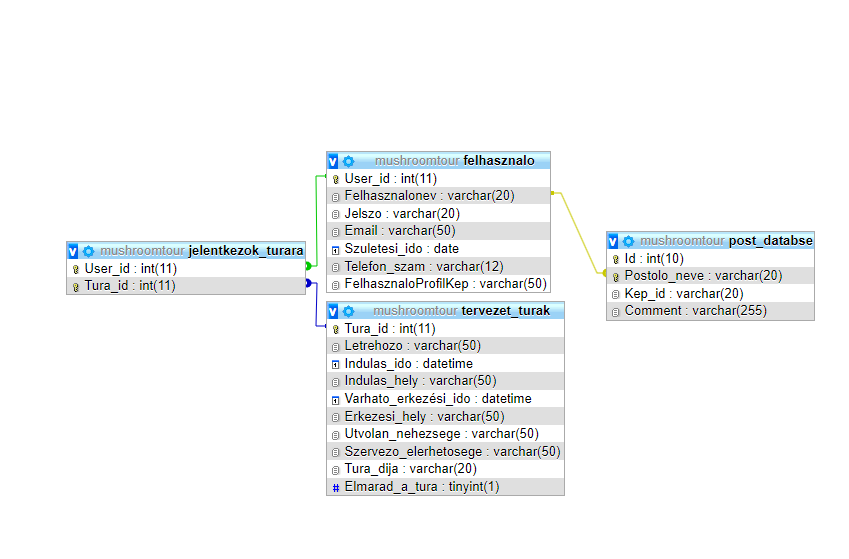 mushroomtour felhasznalo
User_id : int(11)
Felhasznalonev : varchar(20)
Jelszo : varchar(20)
Email : varchar(50)
Szuletesi_ido : date
Telefon_szam : varchar(12)
FelhasznaloProfilKep : varchar(50)
mushroomtour jelentkezok_turara
User_id : int(11)
Tura_id : int(11)
mushroomtour post_databse
Id : int(10)
Postolo_neve : varchar(20)
Kep_id : varchar(20)
Comment : varchar(255)
mushroomtour tervezet_turak
Tura_id : int(11)
Letrehozo : varchar(50)
Indulas_ido : datetime
Indulas_hely : varchar(50)
Varhato_erkezési_ido : datetime
Erkezesi_hely : varchar(50)
Utvolan_nehezsege : varchar(50)
Szervezo_elerhetosege : varchar(50)
Tura_dija : varchar(20)
# Elmarad_a_tura : tinyint(1)